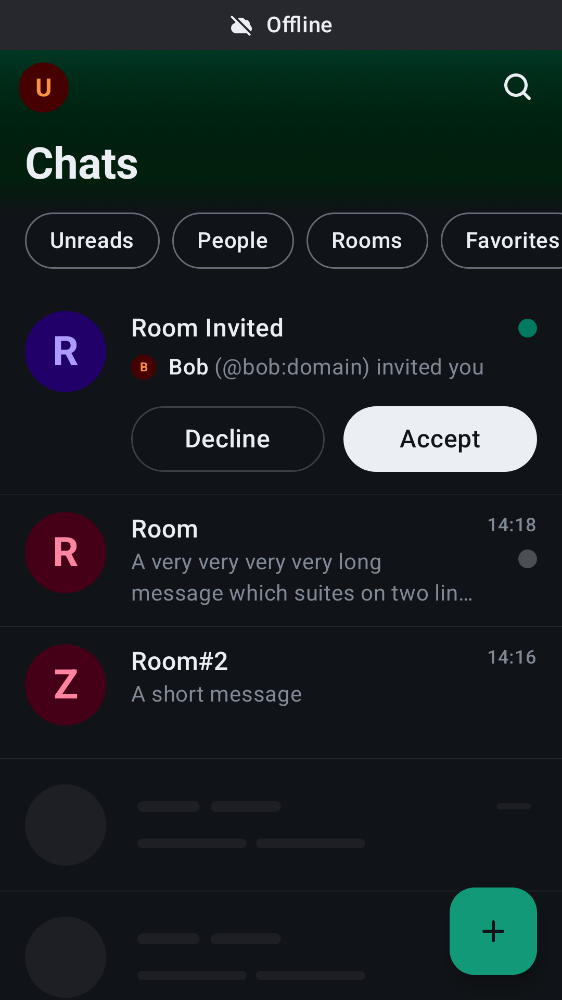 Offline
U
Chats
Unreads People Rooms Favorites
R
Room Invited
B Bob (@bob:domain) invited you
Decline Accept
R
Room 14:18
A very very very very long
message which suites on two lin…
Z
Room#2 14:16
A short message